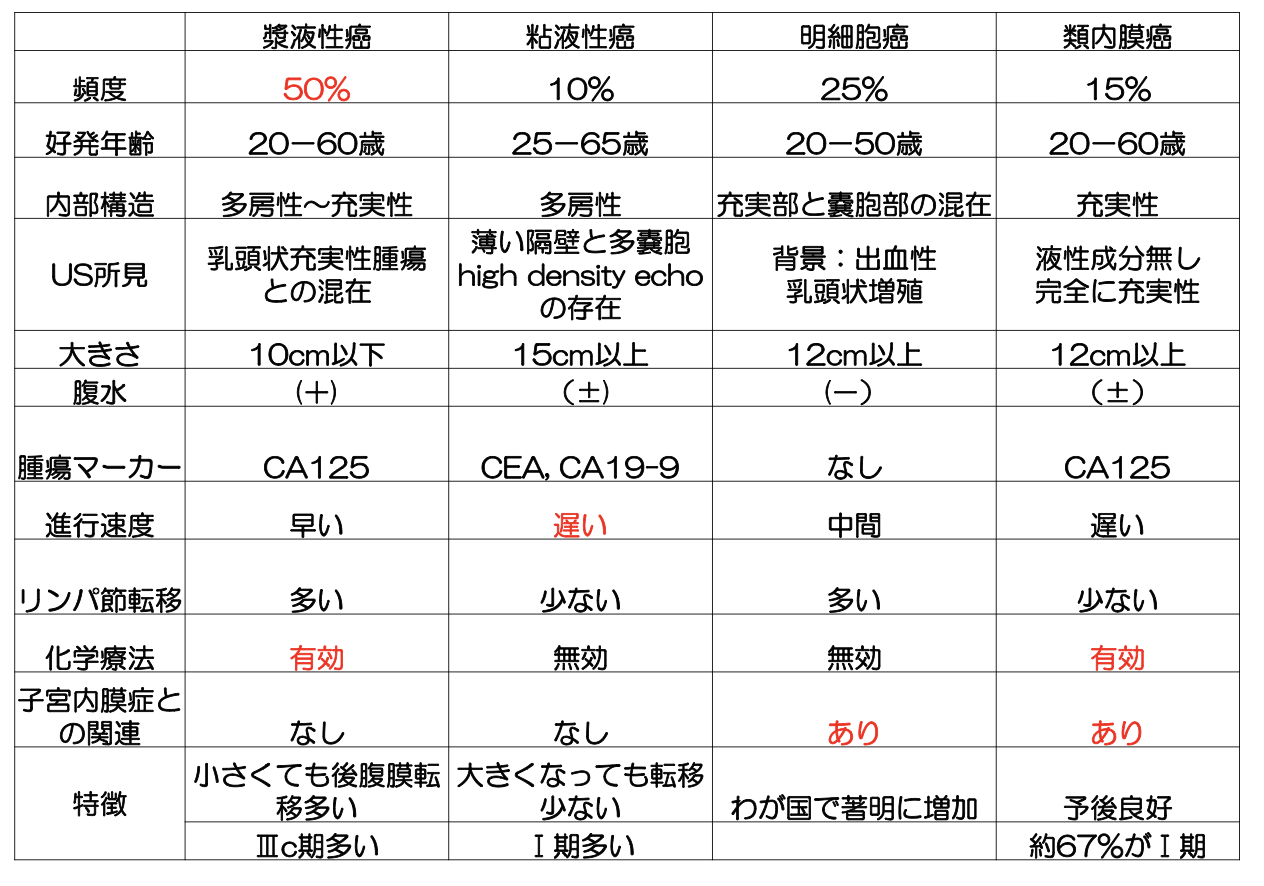 漿液性癌 粘液性癌 明細胞癌 類内膜癌
頻度 50% 10% 25% 15%
好発年齢 20−60歳 25−65歳 20−50歳 20−60歳
内部構造 多房性〜充実性 多房性 充実部と嚢胞部の混在 充実性
US所見 乳頭状充実性腫瘍 との混在 薄い隔壁と多嚢胞 high density echo の存在 背景：出血性 乳頭状増殖 液性成分無し 完全に充実性
大きさ 10cm以下 15cm以上 12cm以上 12cm以上
腹水 (＋) （±) (−） （±）
腫瘍マーカー CA125 CEA, CA19-9 なし CA125
進行速度 早い 遅い 中間 遅い
リンパ節転移 多い 少ない 多い 少ない
化学療法 有効 無効 無効 有効
子宮内膜症と の関連 なし なし あり あり
特徴 小さくても後腹膜転 移多い 大きくなっても転移 少ない わが国で著明に増加 予後良好
Ⅲc期多い Ⅰ期多い 約67%がⅠ期